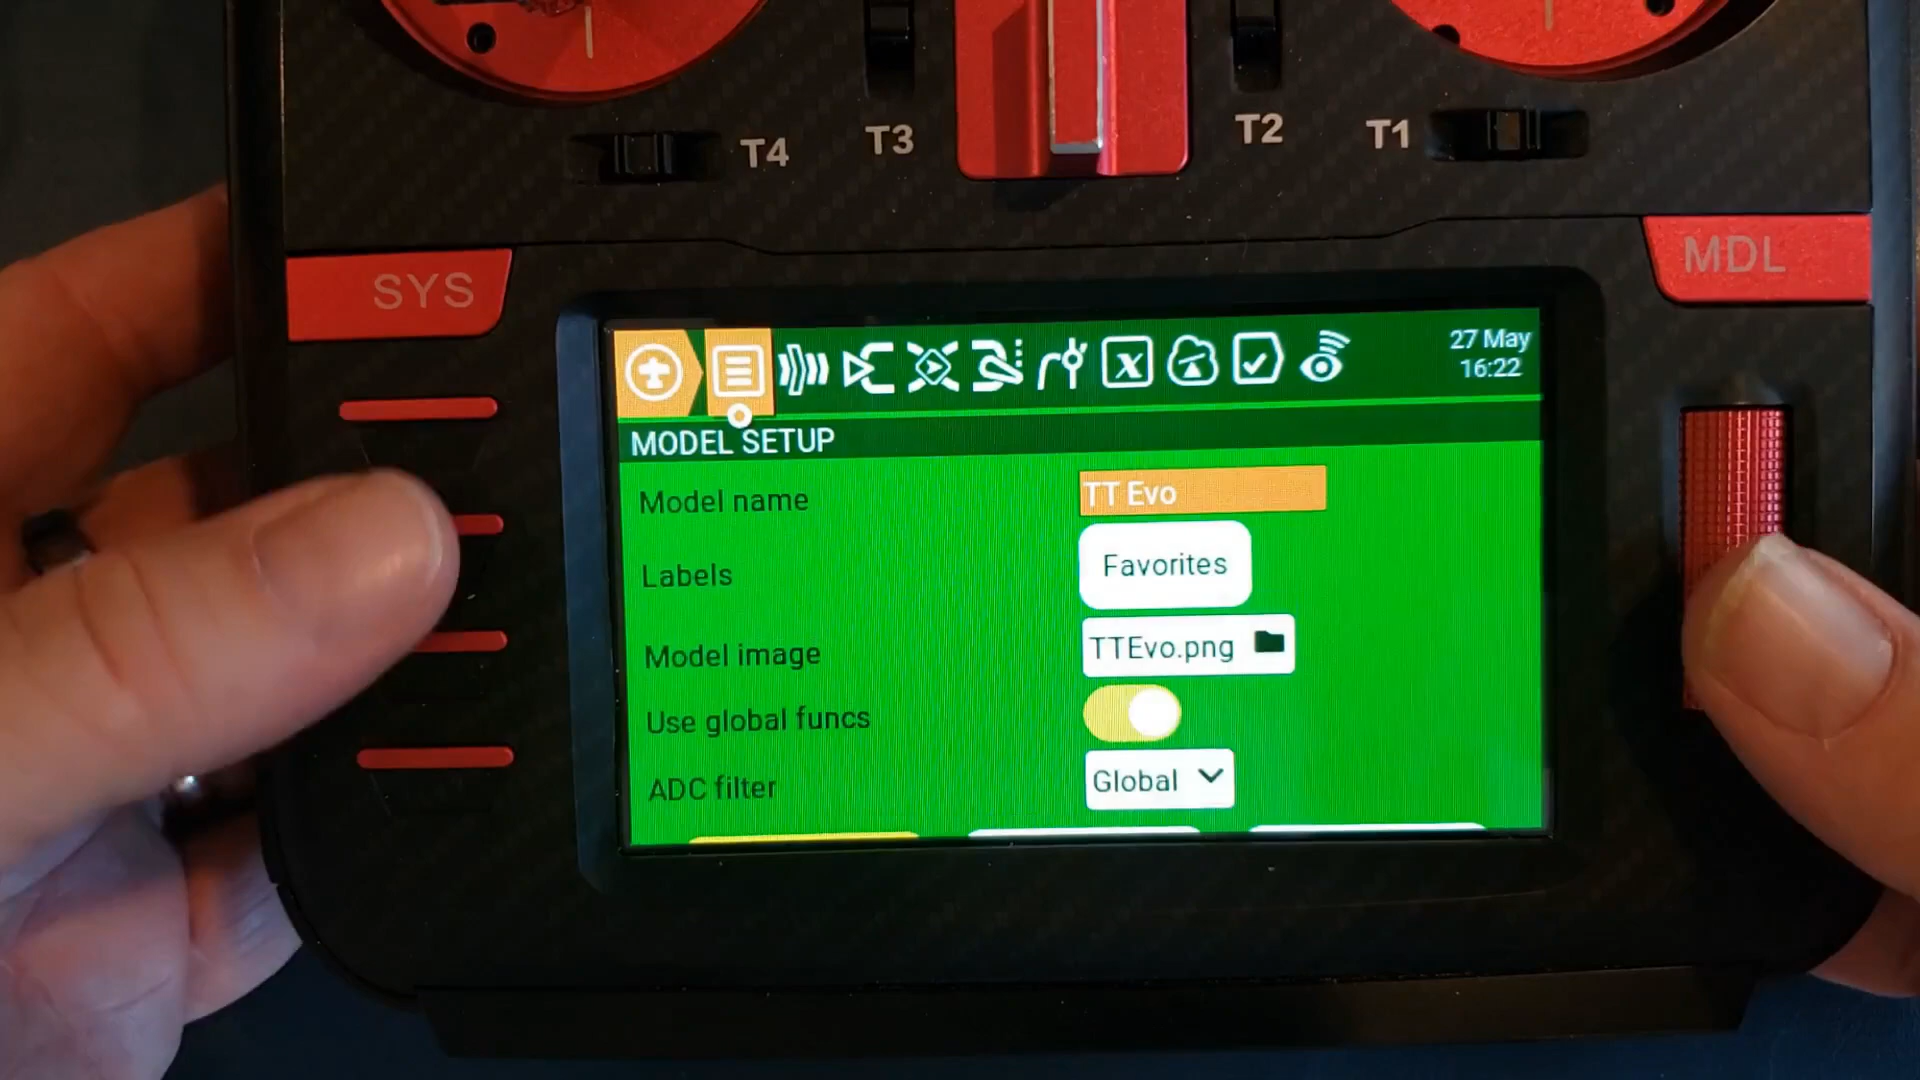 T4
T3
T2
T1
SYS
MDL
27 May
16:22
MODEL SETUP
Model name
TT Evo
Labels
Favorites
Model image
TTEvo.png
Use global funcs
ADC filter
Global